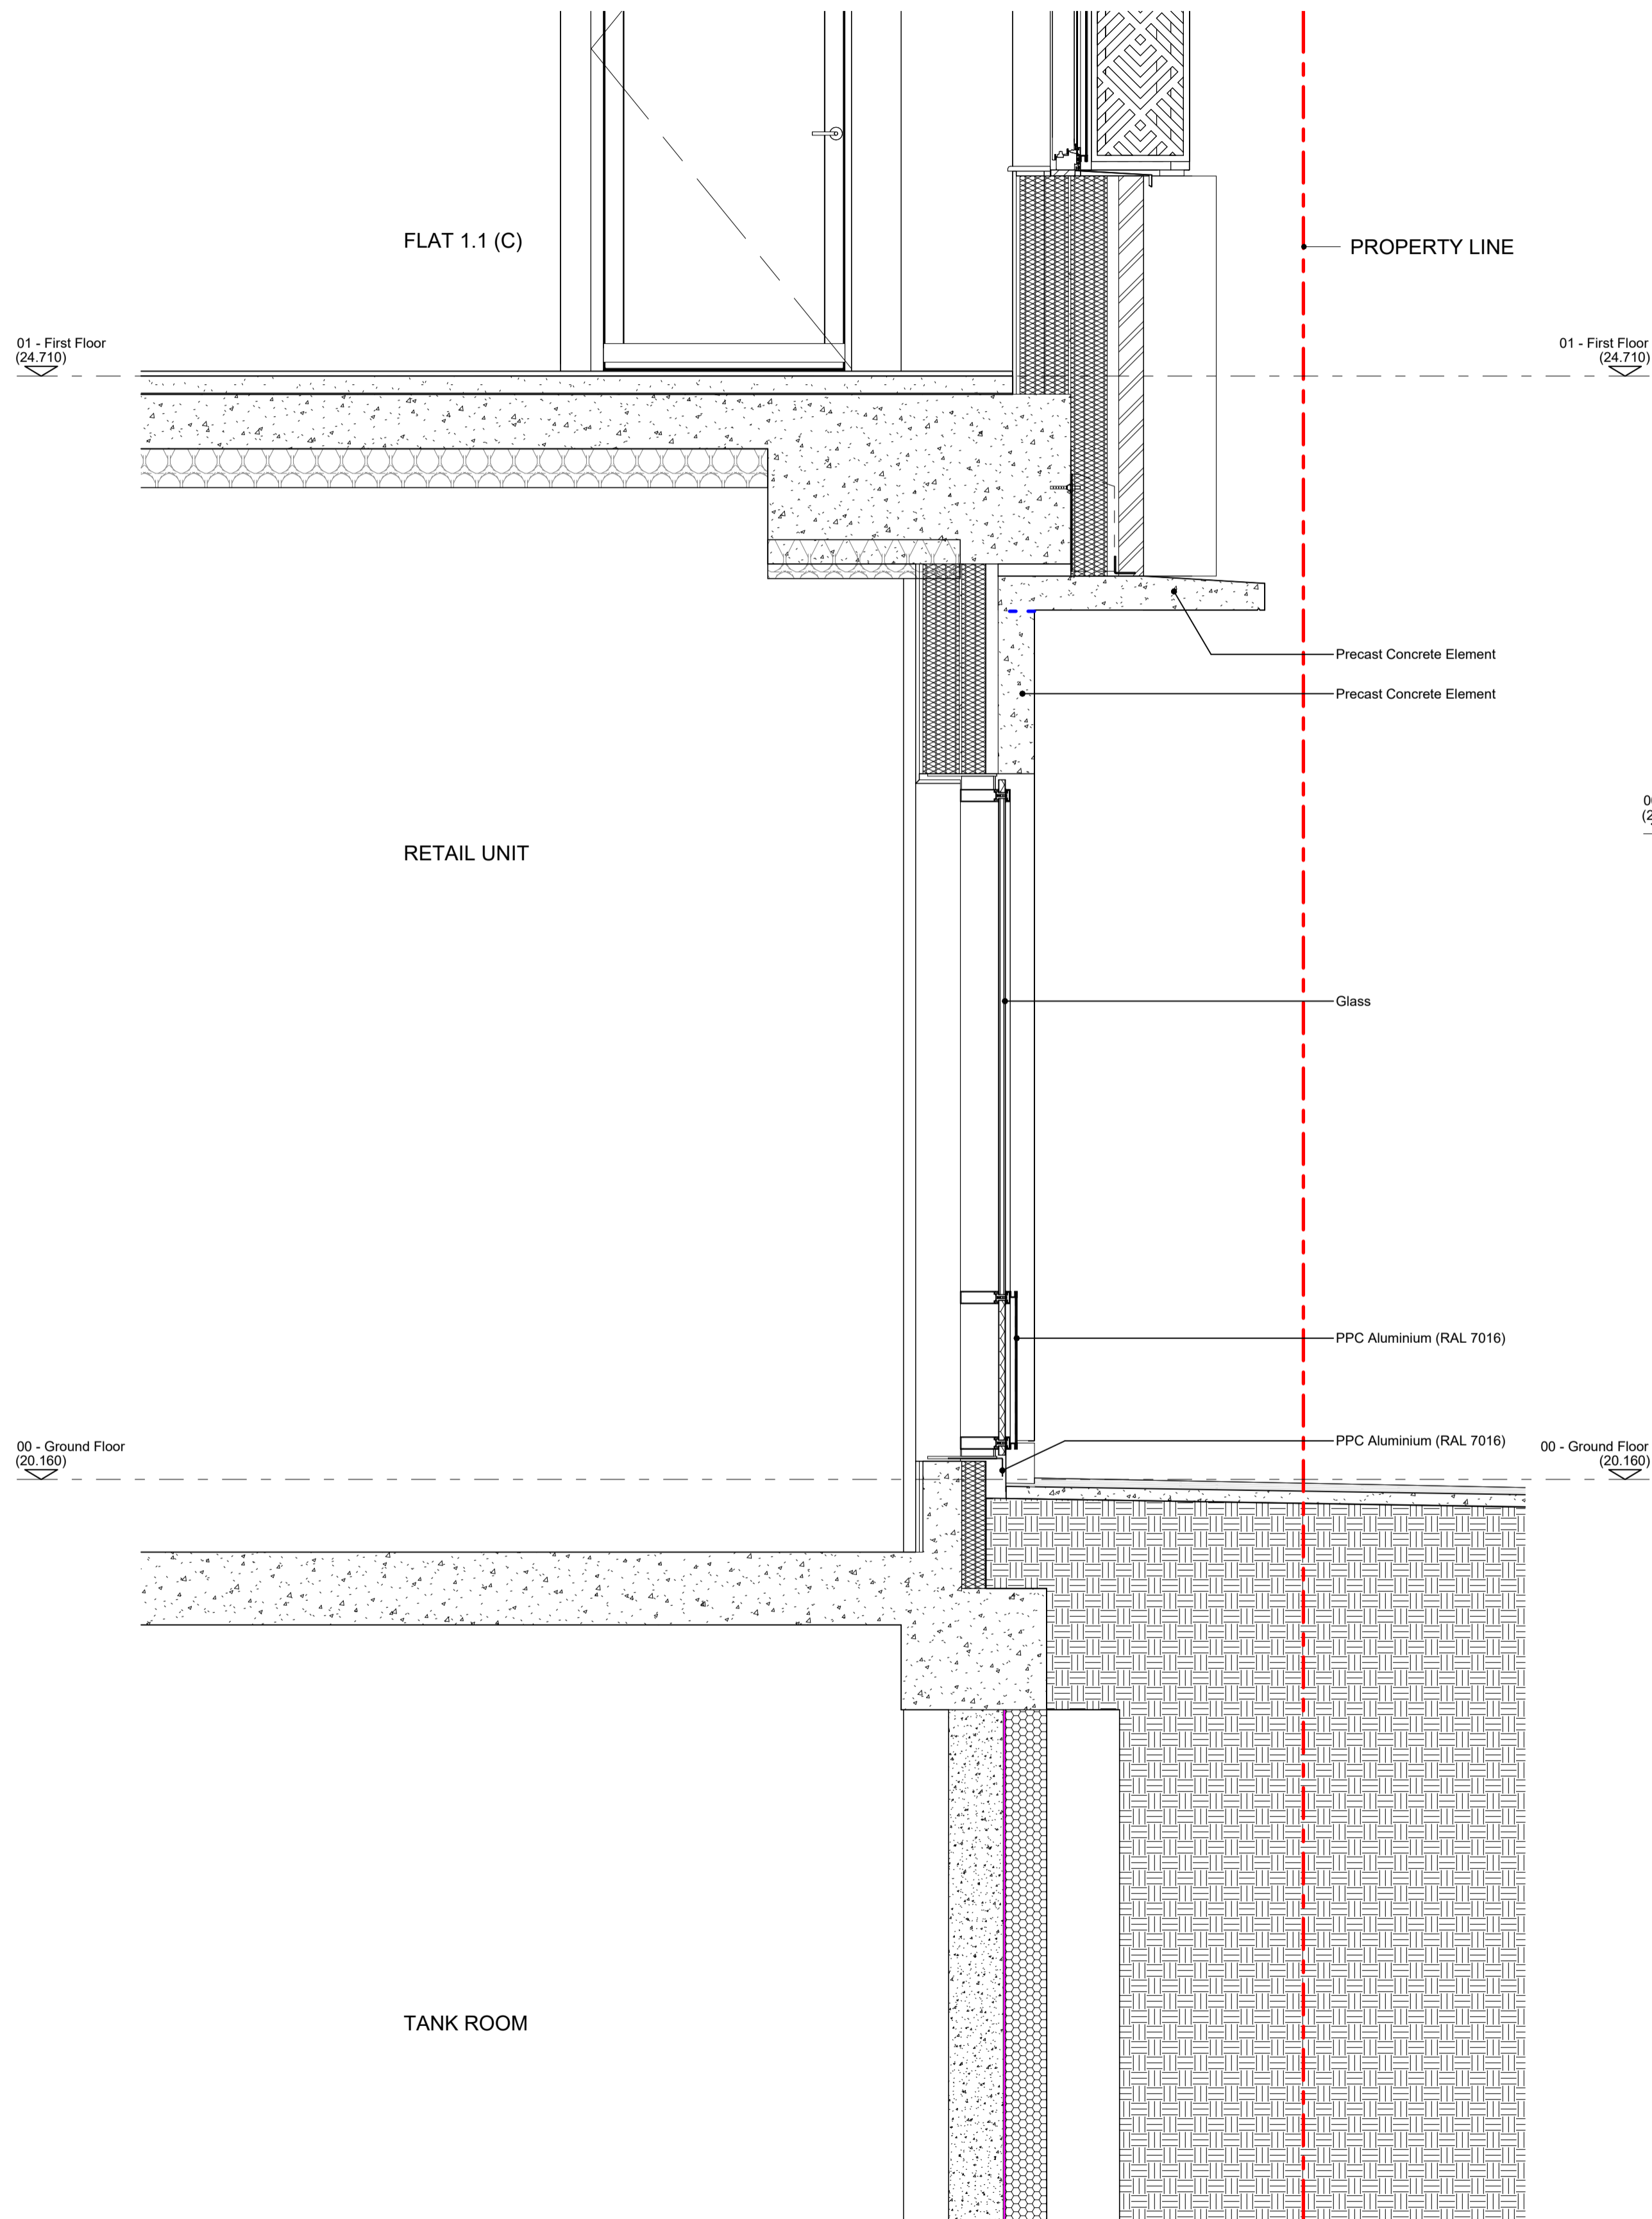 FLAT 1.1 (C)
PROPERTY LINE
01 - First Floor
(24.710)
01 - First Floor
(24.710)
Precast Concrete Element
Precast Concrete Element
RETAIL UNIT
Glass
PPC Aluminium (RAL 7016)
PPC Aluminium (RAL 7016)
00 - Ground Floor
(20.160)
00 - Ground Floor
(20.160)
TANK ROOM